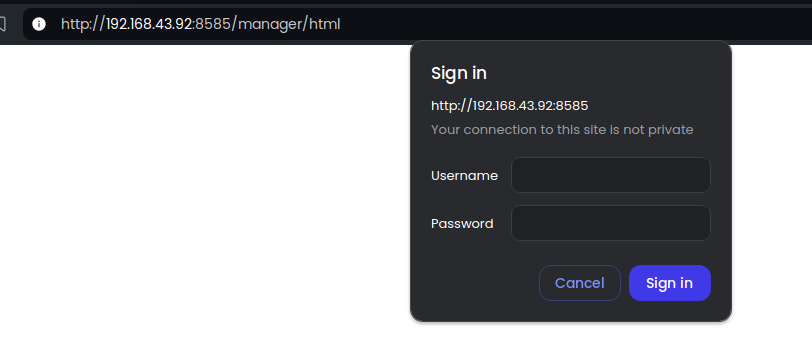 http://192.168.43.92:8585/manager/html
Sign in
http://192.168.43.92:8585
Your connection to this site is not private
Username
Password
Cancel
Sign in